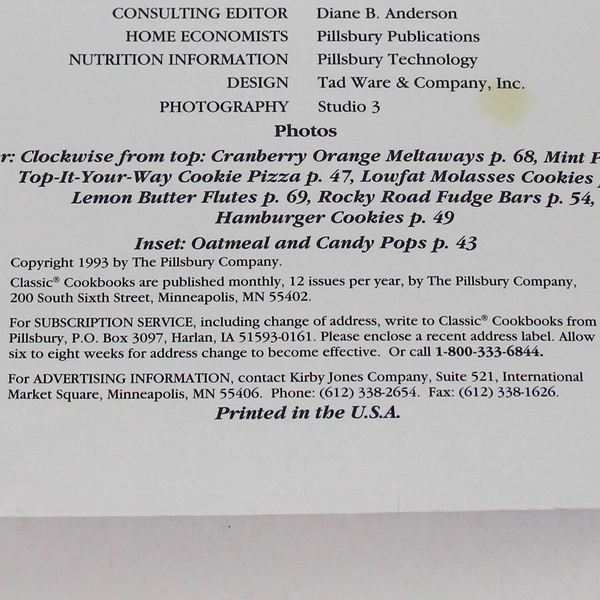 CONSULTING EDITOR Diane B. Anderson
HOME ECONOMISTS Pillsbury Publications
NUTRITION INFORMATION Pillsbury Technology
DESIGN Tad Ware & Company, Inc.
PHOTOGRAPHY Studio 3
Photos
r: Clockwise from top: Cranberry Orange Meltaways p. 68, Mint P
Top-It-Your-Way Cookie Pizza p. 47, Lowfat Molasses Cookies
Lemon Butter Flutes p. 69, Rocky Road Fudge Bars p. 54,
Hamburger Cookies p. 49
Inset: Oatmeal and Candy Pops p. 43
Copyright 1993 by The Pillsbury Company.
Classic® Cookbooks are published monthly, 12 issues per year, by The Pillsbury Company,
200 South Sixth Street, Minneapolis, MN 55402.
For SUBSCRIPTION SERVICE, including change of address, write to Classic® Cookbooks from
Pillsbury, P.O. Box 3097, Harlan, IA 51593-0161. Please enclose a recent address label. Allow
six to eight weeks for address change to become effective. Or call 1-800-333-6844.
For ADVERTISING INFORMATION, contact Kirby Jones Company, Suite 521, International
Market Square, Minneapolis, MN 55406. Phone: (612) 338-2654. Fax: (612) 338-1626.
Printed in the U.S.A.